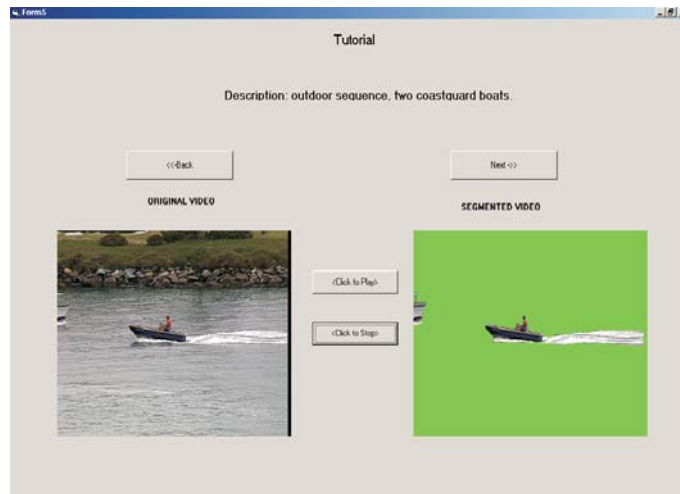 Form5
Tutorial
Description: outdoor sequence, two coastguard boats.
<<-Back
Next->>
ORIGINAL VIDEO
SEGMENTED VIDEO
<Click to Play>
<Click to Stop>